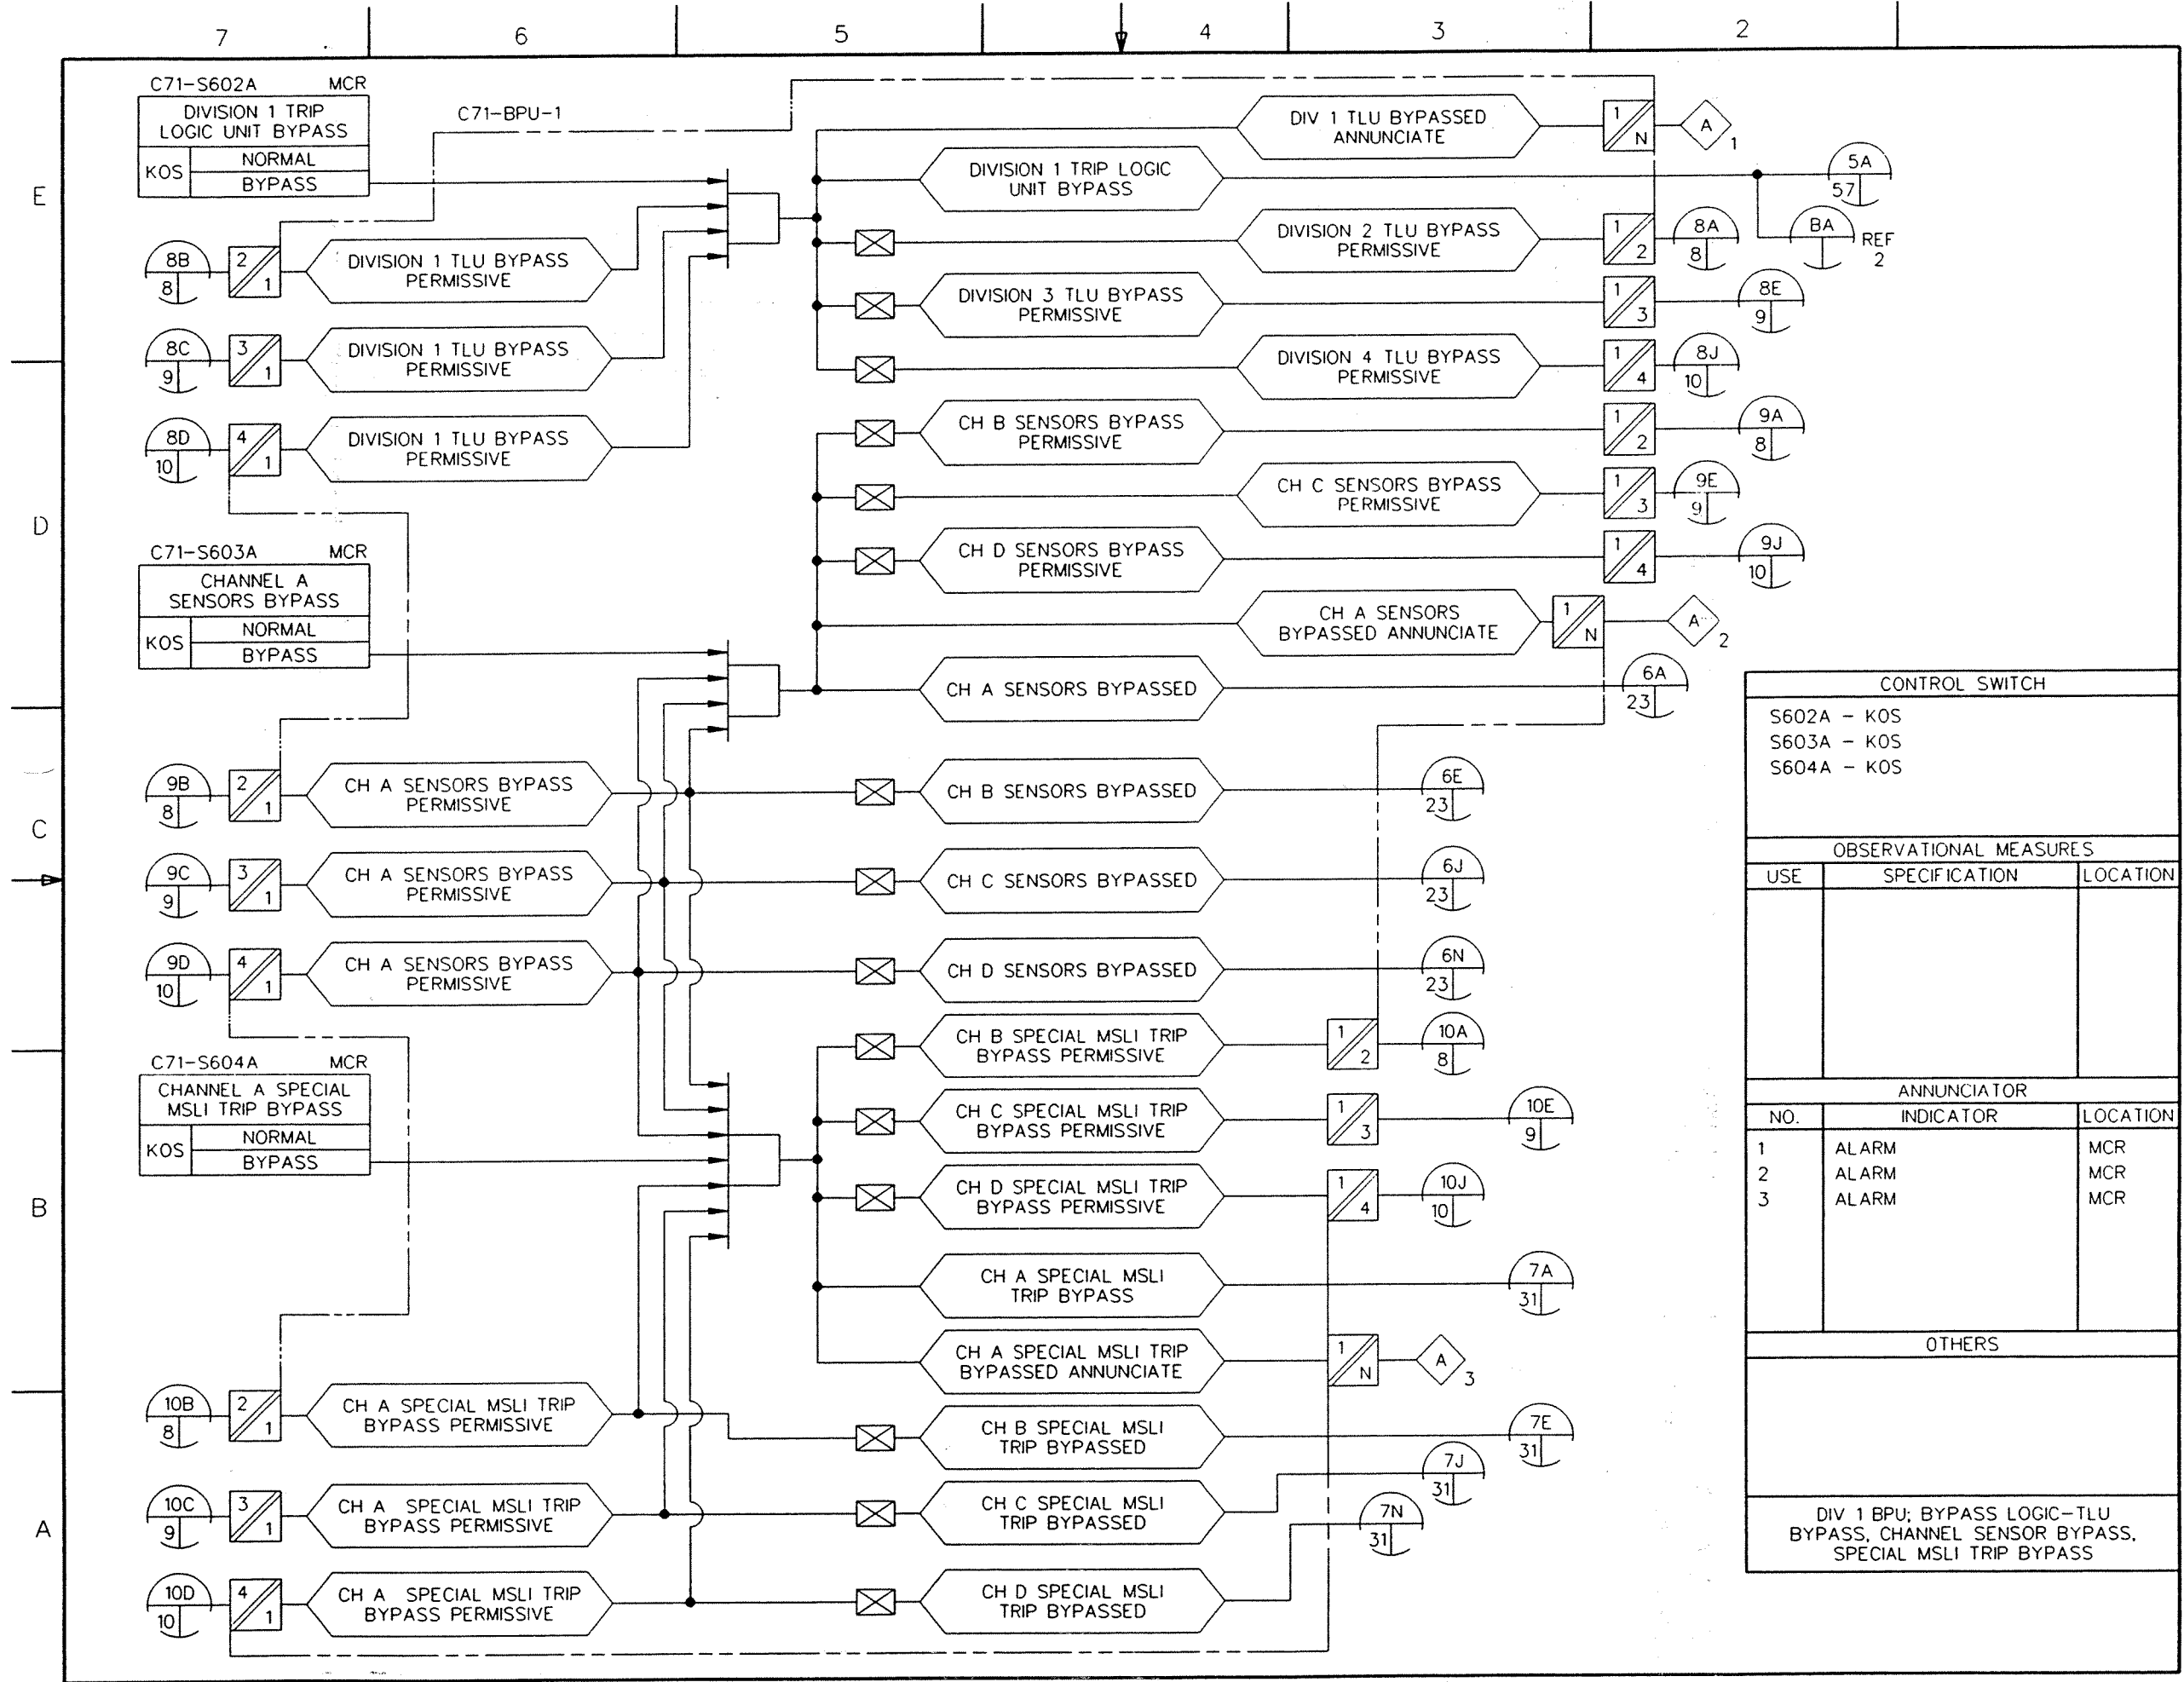 7 6 5 4 3 2
E
D
C
B
A
C71-S602A MCR
DIVISION 1 TRIP
LOGIC UNIT BYPASS
KOS NORMAL
BYPASS
C71-BPU-1
8B
8
2
1
DIVISION 1 TLU BYPASS
PERMISSIVE
8C
9
3
1
DIVISION 1 TLU BYPASS
PERMISSIVE
8D
10
4
1
DIVISION 1 TLU BYPASS
PERMISSIVE
DIV 1 TLU BYPASSED
ANNUNCIATE
1
N
A
1
DIVISION 1 TRIP LOGIC
UNIT BYPASS
5A
57
BA
REF
2
DIVISION 2 TLU BYPASS
PERMISSIVE
1
2
8A
8
DIVISION 3 TLU BYPASS
PERMISSIVE
1
3
8E
9
DIVISION 4 TLU BYPASS
PERMISSIVE
1
4
8J
10
CH B SENSORS BYPASS
PERMISSIVE
1
2
9A
8
CH C SENSORS BYPASS
PERMISSIVE
1
3
9E
9
CH D SENSORS BYPASS
PERMISSIVE
1
4
9J
10
C71-S603A MCR
CHANNEL A
SENSORS BYPASS
KOS NORMAL
BYPASS
CH A SENSORS
BYPASSED ANNUNCIATE
1
N
A
2
CH A SENSORS BYPASSED
6A
23
9B
8
2
1
CH A SENSORS BYPASS
PERMISSIVE
CH B SENSORS BYPASSED
6E
23
9C
9
3
1
CH A SENSORS BYPASS
PERMISSIVE
CH C SENSORS BYPASSED
6J
23
9D
10
4
1
CH A SENSORS BYPASS
PERMISSIVE
CH D SENSORS BYPASSED
6N
23
C71-S604A MCR
CHANNEL A SPECIAL
MSLI TRIP BYPASS
KOS NORMAL
BYPASS
CH B SPECIAL MSLI TRIP
BYPASS PERMISSIVE
1
2
10A
8
CH C SPECIAL MSLI TRIP
BYPASS PERMISSIVE
1
3
10E
9
CH D SPECIAL MSLI TRIP
BYPASS PERMISSIVE
1
4
10J
10
CH A SPECIAL MSLI
TRIP BYPASS
7A
31
CH A SPECIAL MSLI TRIP
BYPASSED ANNUNCIATE
1
N
A
3
10B
8
2
1
CH A SPECIAL MSLI TRIP
BYPASS PERMISSIVE
CH B SPECIAL MSLI
TRIP BYPASSED
7E
31
10C
9
3
1
CH A SPECIAL MSLI TRIP
BYPASS PERMISSIVE
CH C SPECIAL MSLI
TRIP BYPASSED
7J
31
10D
10
4
1
CH A SPECIAL MSLI TRIP
BYPASS PERMISSIVE
CH D SPECIAL MSLI
TRIP BYPASSED
7N
31
CONTROL SWITCH
S602A - KOS
S603A - KOS
S604A - KOS
OBSERVATIONAL MEASURES
USE SPECIFICATION LOCATION
ANNUNCIATOR
NO. INDICATOR LOCATION
1 ALARM MCR
2 ALARM MCR
3 ALARM MCR
OTHERS
DIV 1 BPU; BYPASS LOGIC-TLU
BYPASS, CHANNEL SENSOR BYPASS,
SPECIAL MSLI TRIP BYPASS